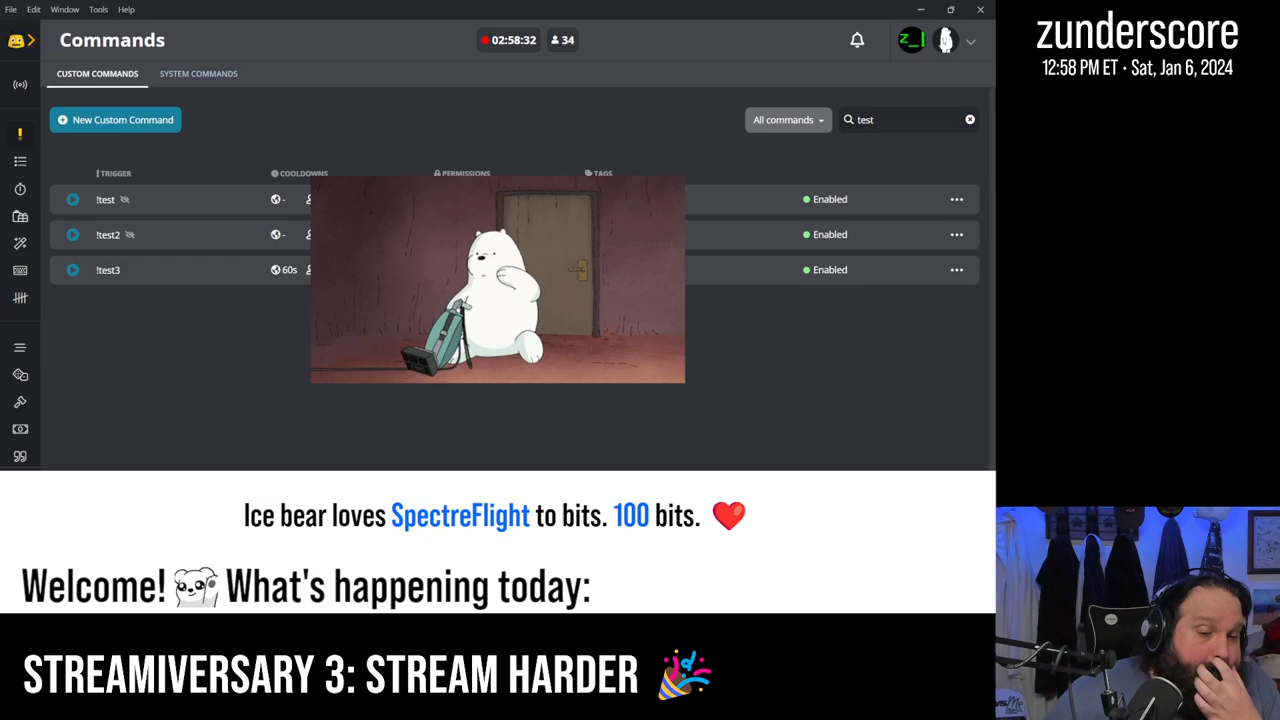 File Edit Window Tools Help
Commands
02:58:32
34
z_|
CUSTOM COMMANDS
SYSTEM COMMANDS
New Custom Command
All commands
test
TRIGGER
COOLDOWNS
PERMISSIONS
TAGS
!test
-
Enabled
!test2
-
Enabled
!test3
60s
Enabled
Ice bear loves SpectreFlight to bits. 100 bits.
Welcome! What's happening today:
STREAMIVERSARY 3: STREAM HARDER
zunderscore
12:58 PM ET • Sat, Jan 6, 2024